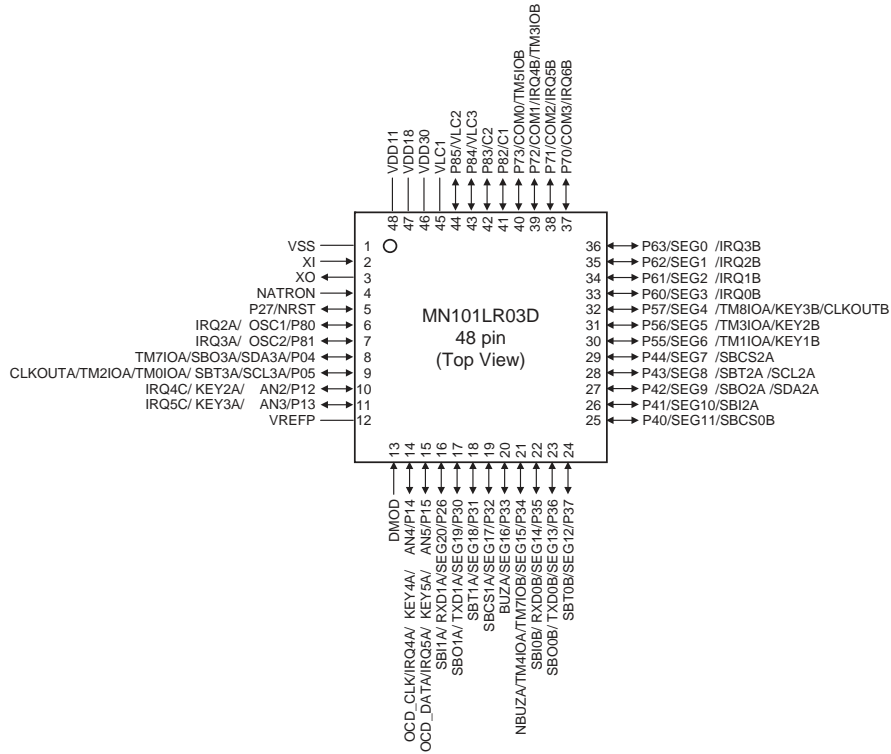 VDD11
VDD18
VDD30
VLC1
P85/VLC2
P84/VLC3
P83/C2
P82/C1
P73/COM0/TM5IOB
P72/COM1/IRQ4B/TM3IOB
P71/COM2/IRQ5B
P70/COM3/IRQ6B
48
47
46
45
44
43
42
41
40
39
38
37
VSS 1
XI 2
XO 3
NATRON 4
P27/NRST 5
IRQ2A/ OSC1/P80 6
IRQ3A/ OSC2/P81 7
TM7IOA/SBO3A/SDA3A/P04 8
CLKOUTA/TM2IOA/TM0IOA/ SBT3A/SCL3A/P05 9
IRQ4C/ KEY2A/ AN2/P12 10
IRQ5C/ KEY3A/ AN3/P13 11
VREFP 12
MN101LR03D
48 pin
(Top View)
36 P63/SEG0 /IRQ3B
35 P62/SEG1 /IRQ2B
34 P61/SEG2 /IRQ1B
33 P60/SEG3 /IRQ0B
32 P57/SEG4 /TM8IOA/KEY3B/CLKOUTB
31 P56/SEG5 /TM3IOA/KEY2B
30 P55/SEG6 /TM1IOA/KEY1B
29 P44/SEG7 /SBCS2A
28 P43/SEG8 /SBT2A /SCL2A
27 P42/SEG9 /SBO2A /SDA2A
26 P41/SEG10/SBI2A
25 P40/SEG11/SBCS0B
13
14
15
16
17
18
19
20
21
22
23
24
DMOD
OCD_CLK/IRQ4A/ KEY4A/ AN4/P14
OCD_DATA/IRQ5A/ KEY5A/ AN5/P15
SBI1A/ RXD1A/SEG20/P26
SBO1A/ TXD1A/SEG19/P30
SBT1A/SEG18/P31
SBCS1A/SEG17/P32
BUZA/SEG16/P33
NBUZA/TM4IOA/TM7IOB/SEG15/P34
SBI0B/ RXD0B/SEG14/P35
SBO0B/ TXD0B/SEG13/P36
SBT0B/SEG12/P37